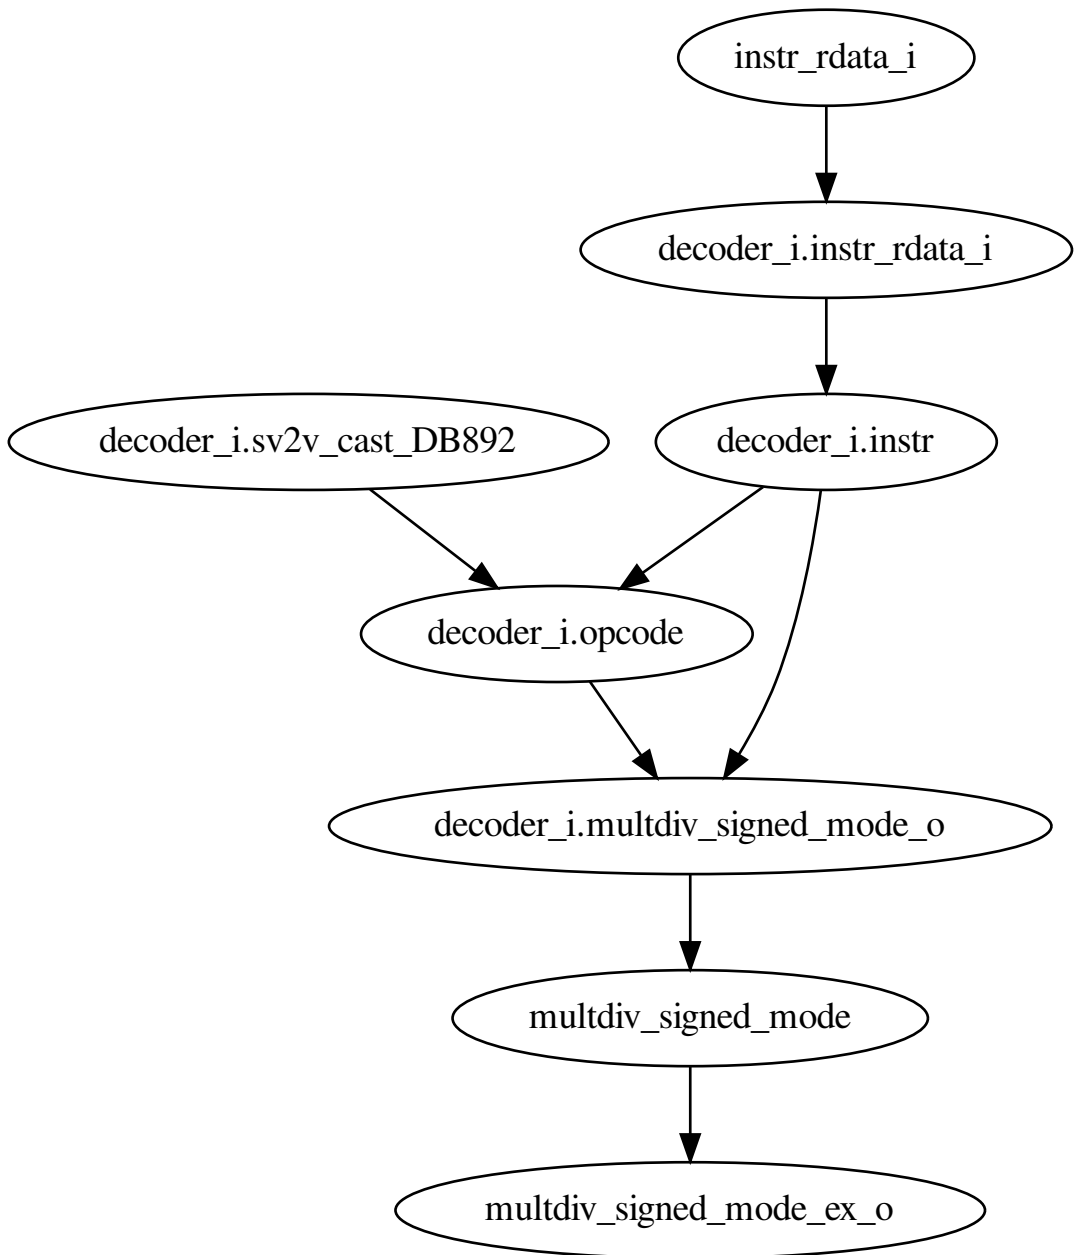 instr_rdata_i
decoder_i.instr_rdata_i
decoder_i.sv2v_cast_DB892
decoder_i.instr
decoder_i.opcode
decoder_i.multdiv_signed_mode_o
multdiv_signed_mode
multdiv_signed_mode_ex_o